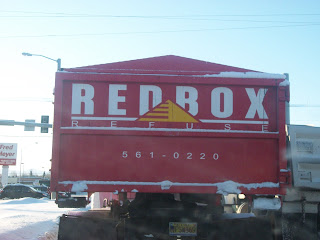 REDBOX
REFUSE
561-0220
Fred
Meyer